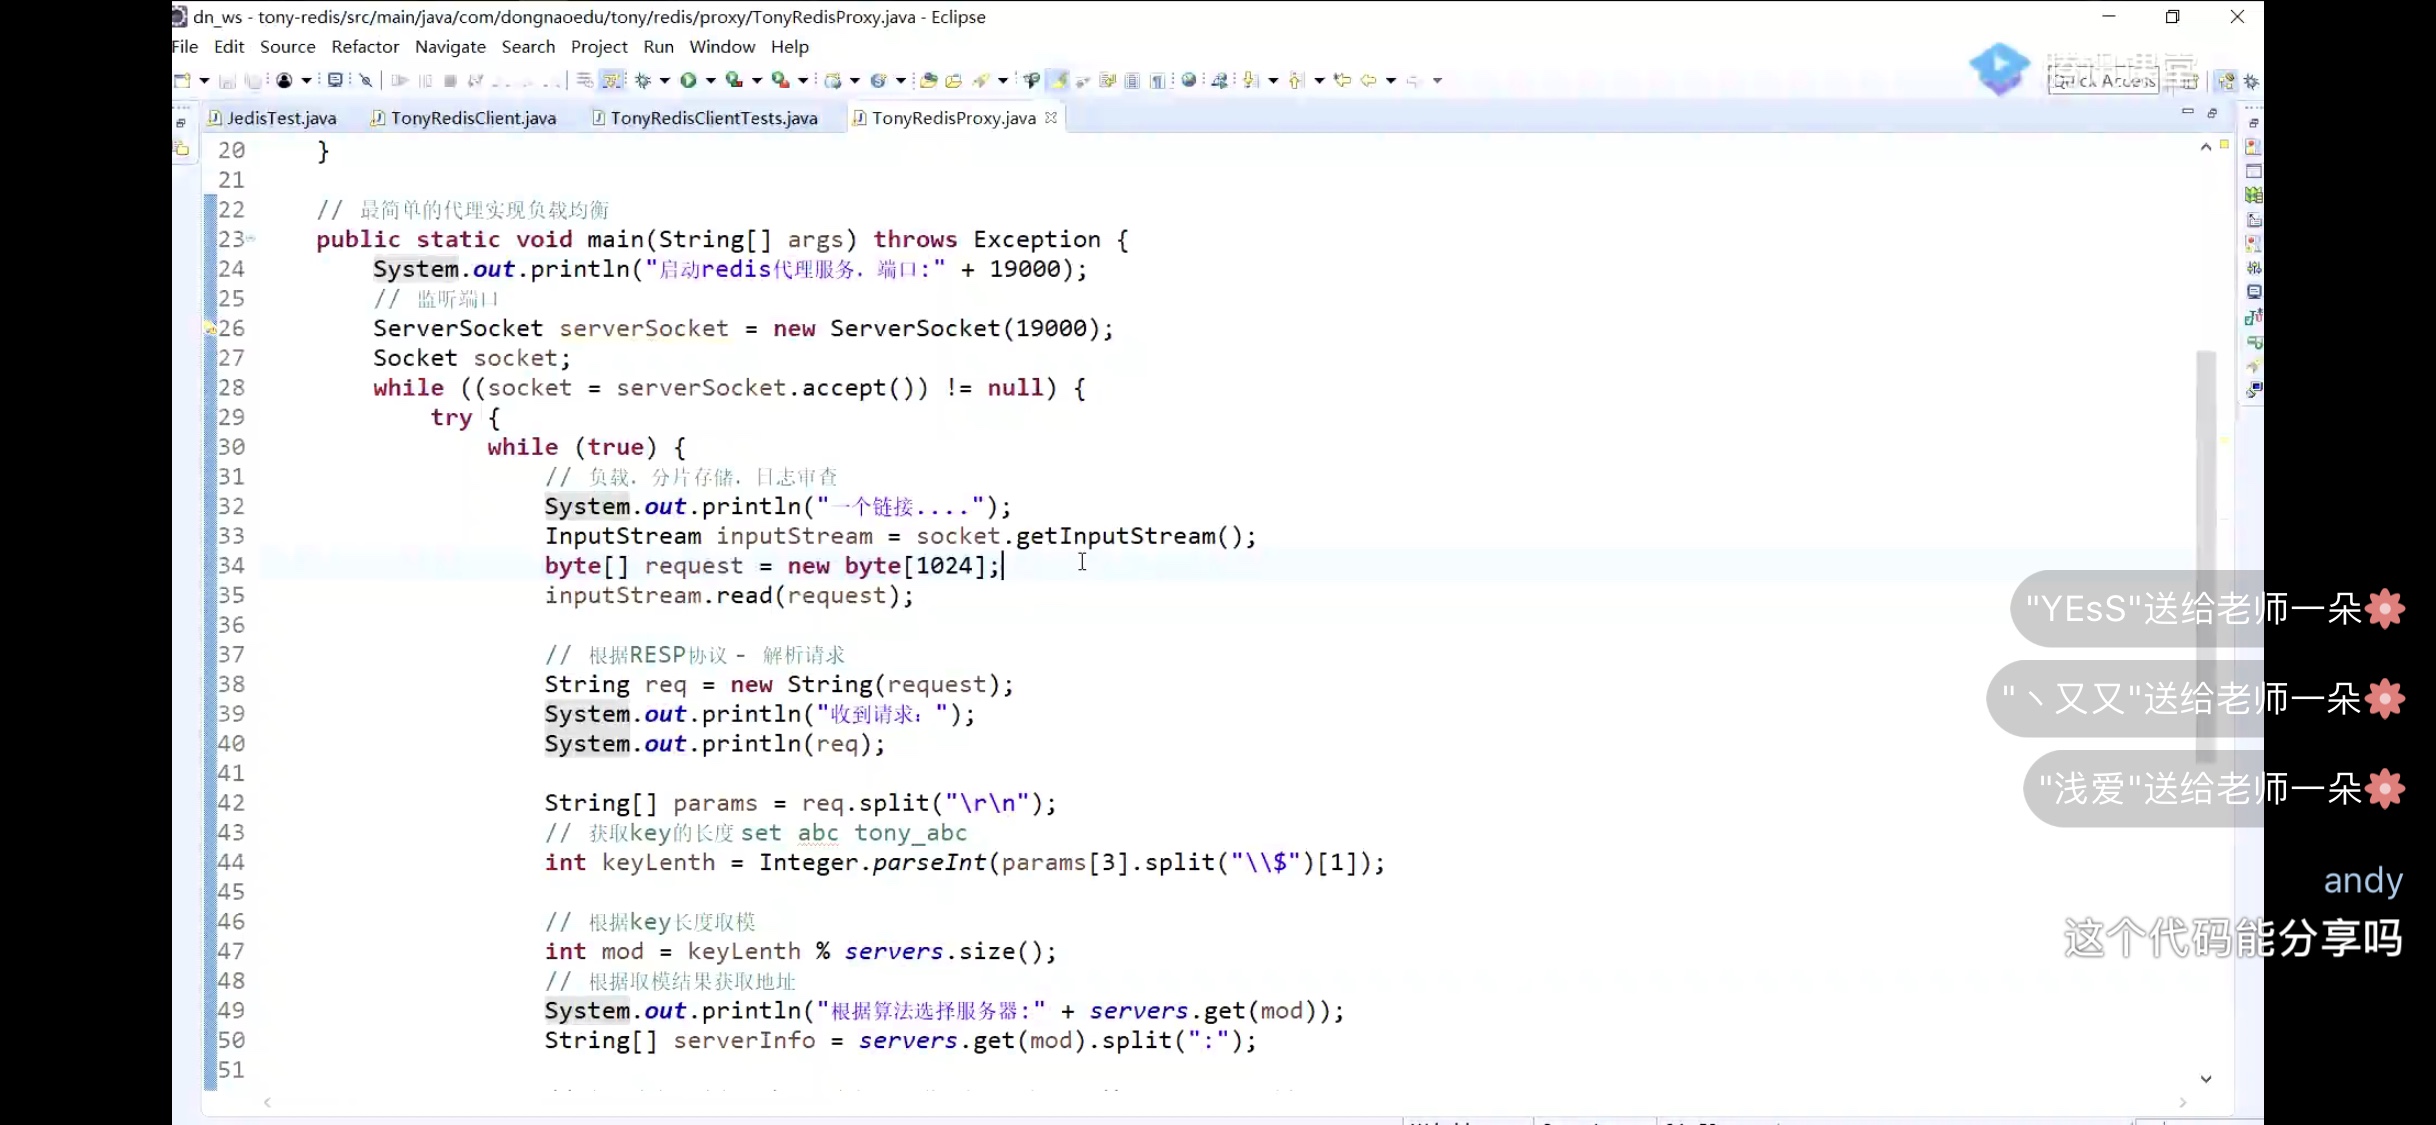 dn_ws - tony-redis/src/main/java/com/dongnaoedu/tony/redis/proxy/TonyRedisProxy.java - Eclipse
File Edit Source Refactor Navigate Search Project Run Window Help
腾讯课堂
Quick Access
JedisTest.java TonyRedisClient.java TonyRedisClientTests.java TonyRedisProxy.java
20 }
21
22 // 最简单的代理实现负载均衡
23 public static void main(String[] args) throws Exception {
24 System.out.println("启动redis代理服务. 端口:" + 19000);
25 // 监听端口
26 ServerSocket serverSocket = new ServerSocket(19000);
27 Socket socket;
28 while ((socket = serverSocket.accept()) != null) {
29 try {
30 while (true) {
31 // 负载. 分片存储. 日志审查
32 System.out.println("一个链接....");
33 InputStream inputStream = socket.getInputStream();
34 byte[] request = new byte[1024];
35 inputStream.read(request);
36
37 // 根据RESP协议 - 解析请求
38 String req = new String(request);
39 System.out.println("收到请求: ");
40 System.out.println(req);
41
42 String[] params = req.split("\r\n");
43 // 获取key的长度 set abc tony_abc
44 int keyLenth = Integer.parseInt(params[3].split("\\$")[1]);
45
46 // 根据key长度取模
47 int mod = keyLenth % servers.size();
48 // 根据取模结果获取地址
49 System.out.println("根据算法选择服务器:" + servers.get(mod));
50 String[] serverInfo = servers.get(mod).split(":");
51
"YEsS"送给老师一朵
"丶又又"送给老师一朵
"浅爱"送给老师一朵
andy
这个代码能分享吗